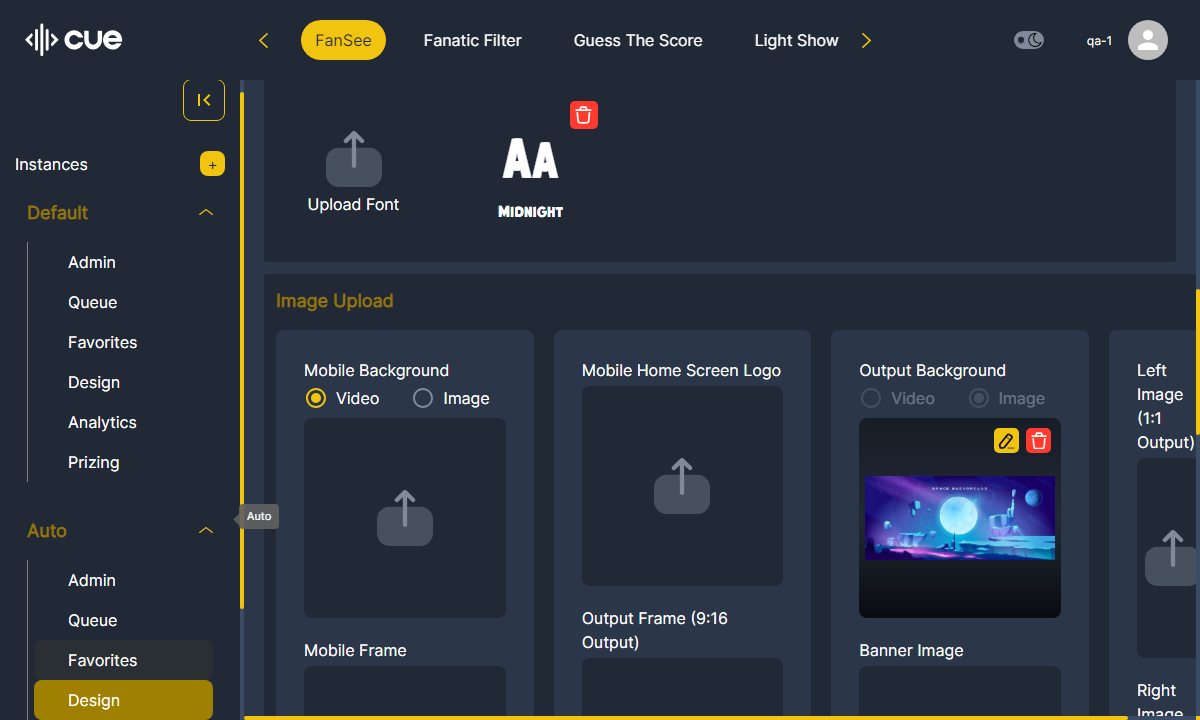 cue
FanSee
Fanatic Filter
Guess The Score
Light Show
qa-1
Instances
+
Default
Admin
Queue
Favorites
Design
Analytics
Prizing
Auto
Auto
Admin
Queue
Favorites
Design
Upload Font
AA
MIDNIGHT
Image Upload
Mobile Background
Video
Image
Mobile Frame
Mobile Home Screen Logo
Output Frame (9:16
Output)
Output Background
Video
Image
SPACE BACKGROUND
Banner Image
Left
Image
(1:1
Output)
Right
Image